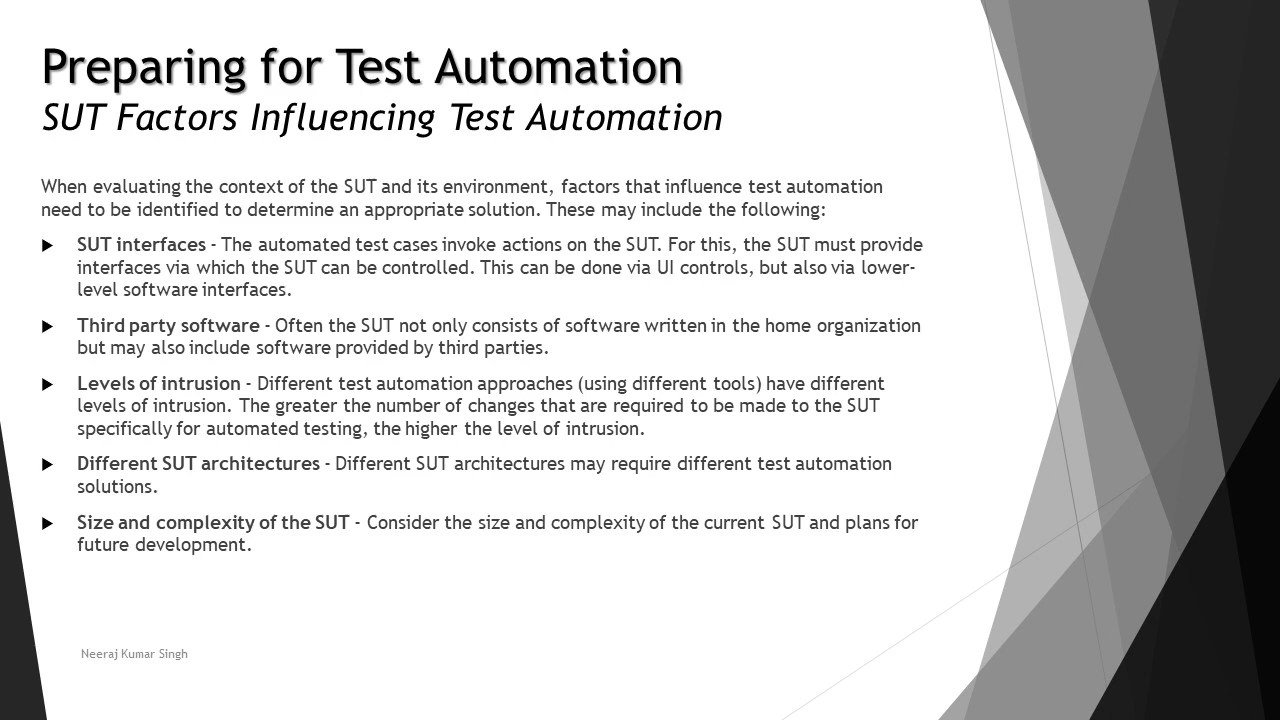 Preparing for Test Automation
SUT Factors Influencing Test Automation
When evaluating the context of the SUT and its environment, factors that influence test automation
need to be identified to determine an appropriate solution. These may include the following:
SUT interfaces - The automated test cases invoke actions on the SUT. For this, the SUT must provide
interfaces via which the SUT can be controlled. This can be done via UI controls, but also via lower-
level software interfaces.
Third party software - Often the SUT not only consists of software written in the home organization
but may also include software provided by third parties.
Levels of intrusion - Different test automation approaches (using different tools) have different
levels of intrusion. The greater the number of changes that are required to be made to the SUT
specifically for automated testing, the higher the level of intrusion.
Different SUT architectures - Different SUT architectures may require different test automation
solutions.
Size and complexity of the SUT - Consider the size and complexity of the current SUT and plans for
future development.
Neeraj Kumar Singh